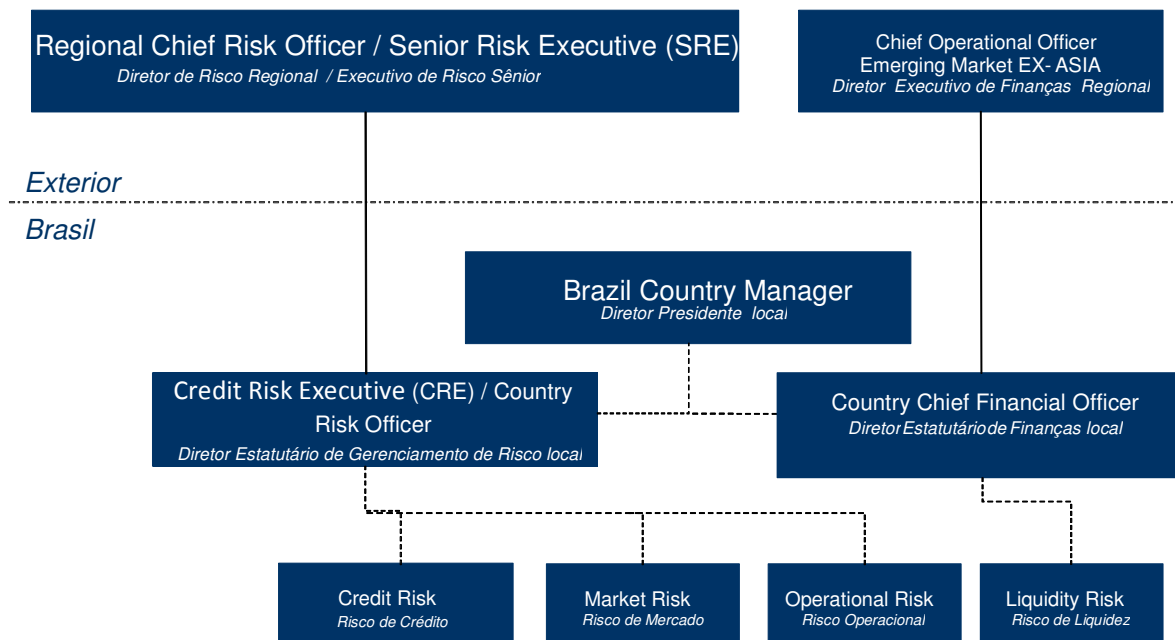 Regional Chief Risk Officer / Senior Risk Executive (SRE)
Diretor de Risco Regional / Executivo de Risco Sênior
Chief Operational Officer
Emerging Market EX- ASIA
Diretor Executivo de Finanças Regional
Exterior
Brasil
Brazil Country Manager
Diretor Presidente local
Credit Risk Executive (CRE) / Country
Risk Officer
Diretor Estatutário de Gerenciamento de Risco local
Country Chief Financial Officer
Diretor Estatutário de Finanças local
Credit Risk
Risco de Crédito
Market Risk
Risco de Mercado
Operational Risk
Risco Operacional
Liquidity Risk
Risco de Liquidez